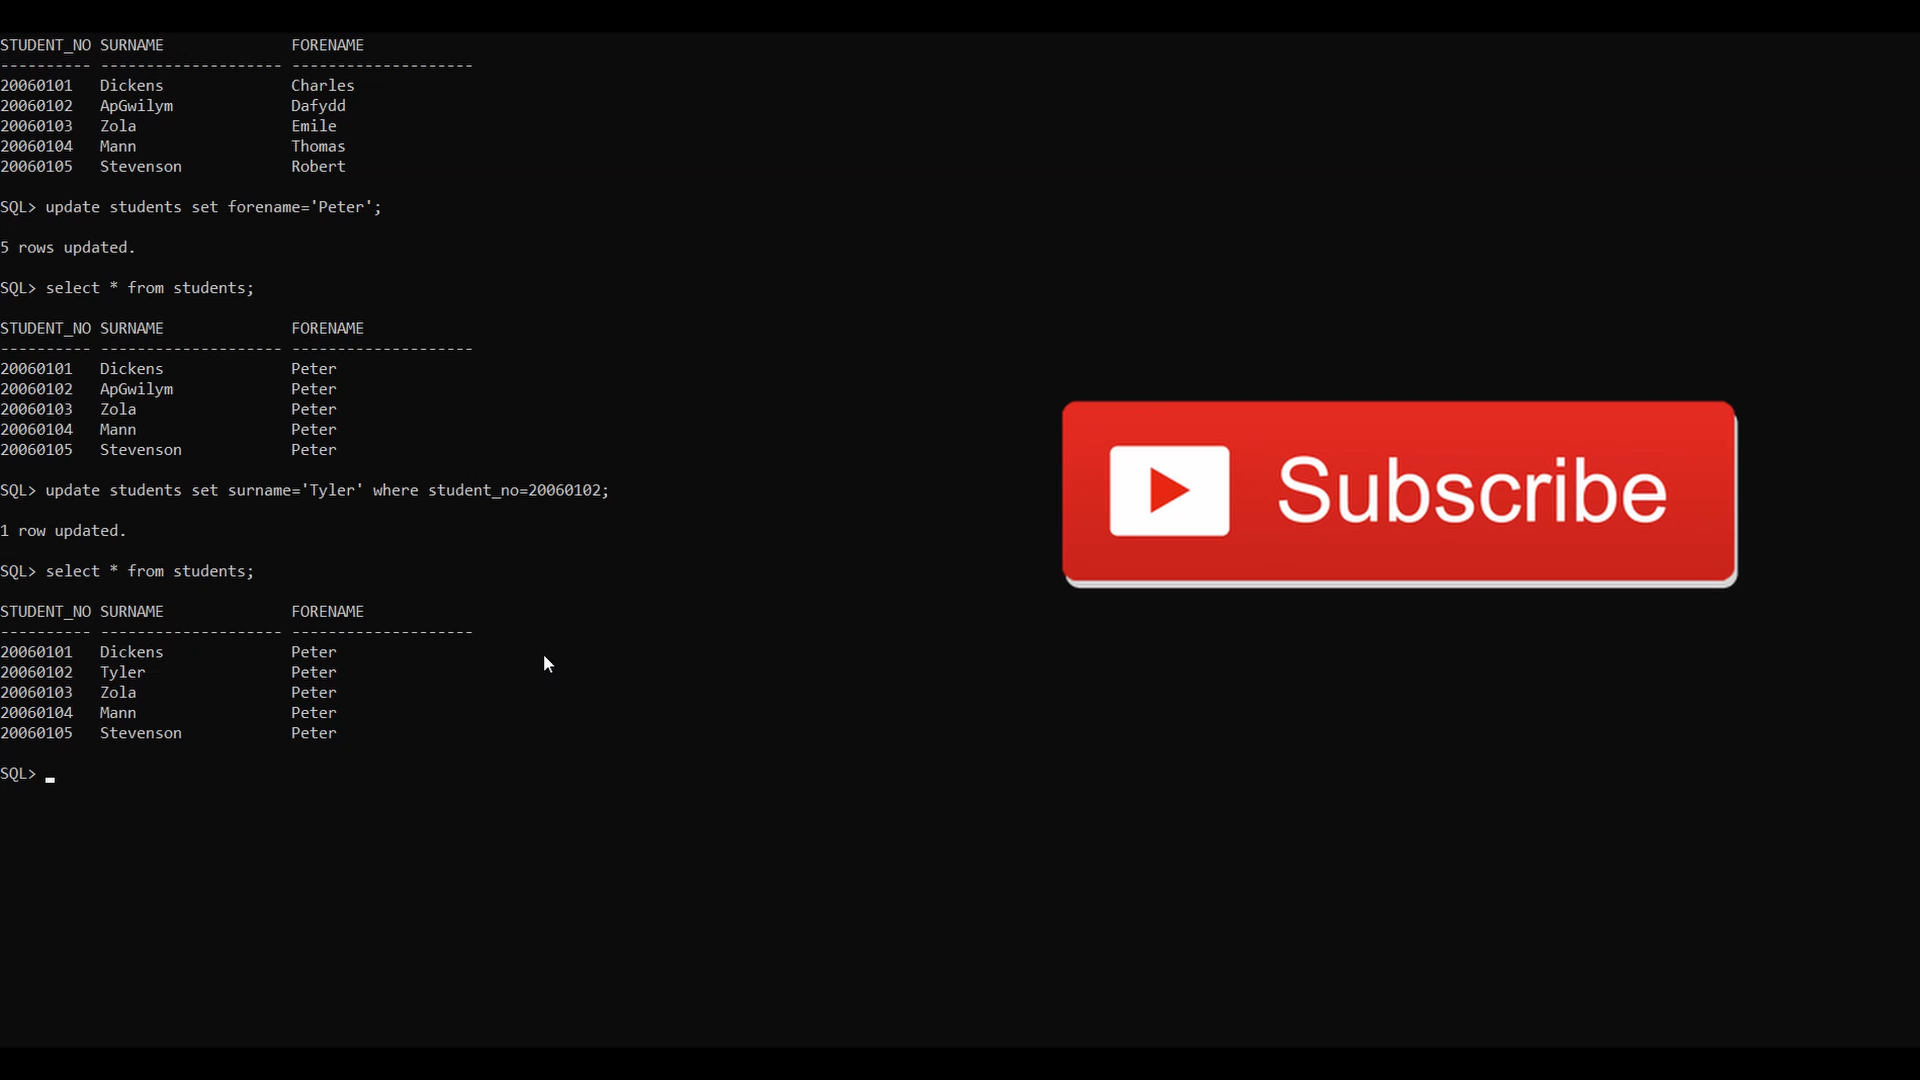 STUDENT_NO SURNAME              FORENAME
---------- -------------------- --------------------
20060101   Dickens              Charles
20060102   ApGwilym             Dafydd
20060103   Zola                 Emile
20060104   Mann                 Thomas
20060105   Stevenson            Robert
SQL> update students set forename='Peter';
5 rows updated.
SQL> select * from students;
STUDENT_NO SURNAME              FORENAME
---------- -------------------- --------------------
20060101   Dickens              Peter
20060102   ApGwilym             Peter
20060103   Zola                 Peter
20060104   Mann                 Peter
20060105   Stevenson            Peter
SQL> update students set surname='Tyler' where student_no=20060102;
1 row updated.
SQL> select * from students;
STUDENT_NO SURNAME              FORENAME
---------- -------------------- --------------------
20060101   Dickens              Peter
20060102   Tyler                Peter
20060103   Zola                 Peter
20060104   Mann                 Peter
20060105   Stevenson            Peter
SQL>
Subscribe